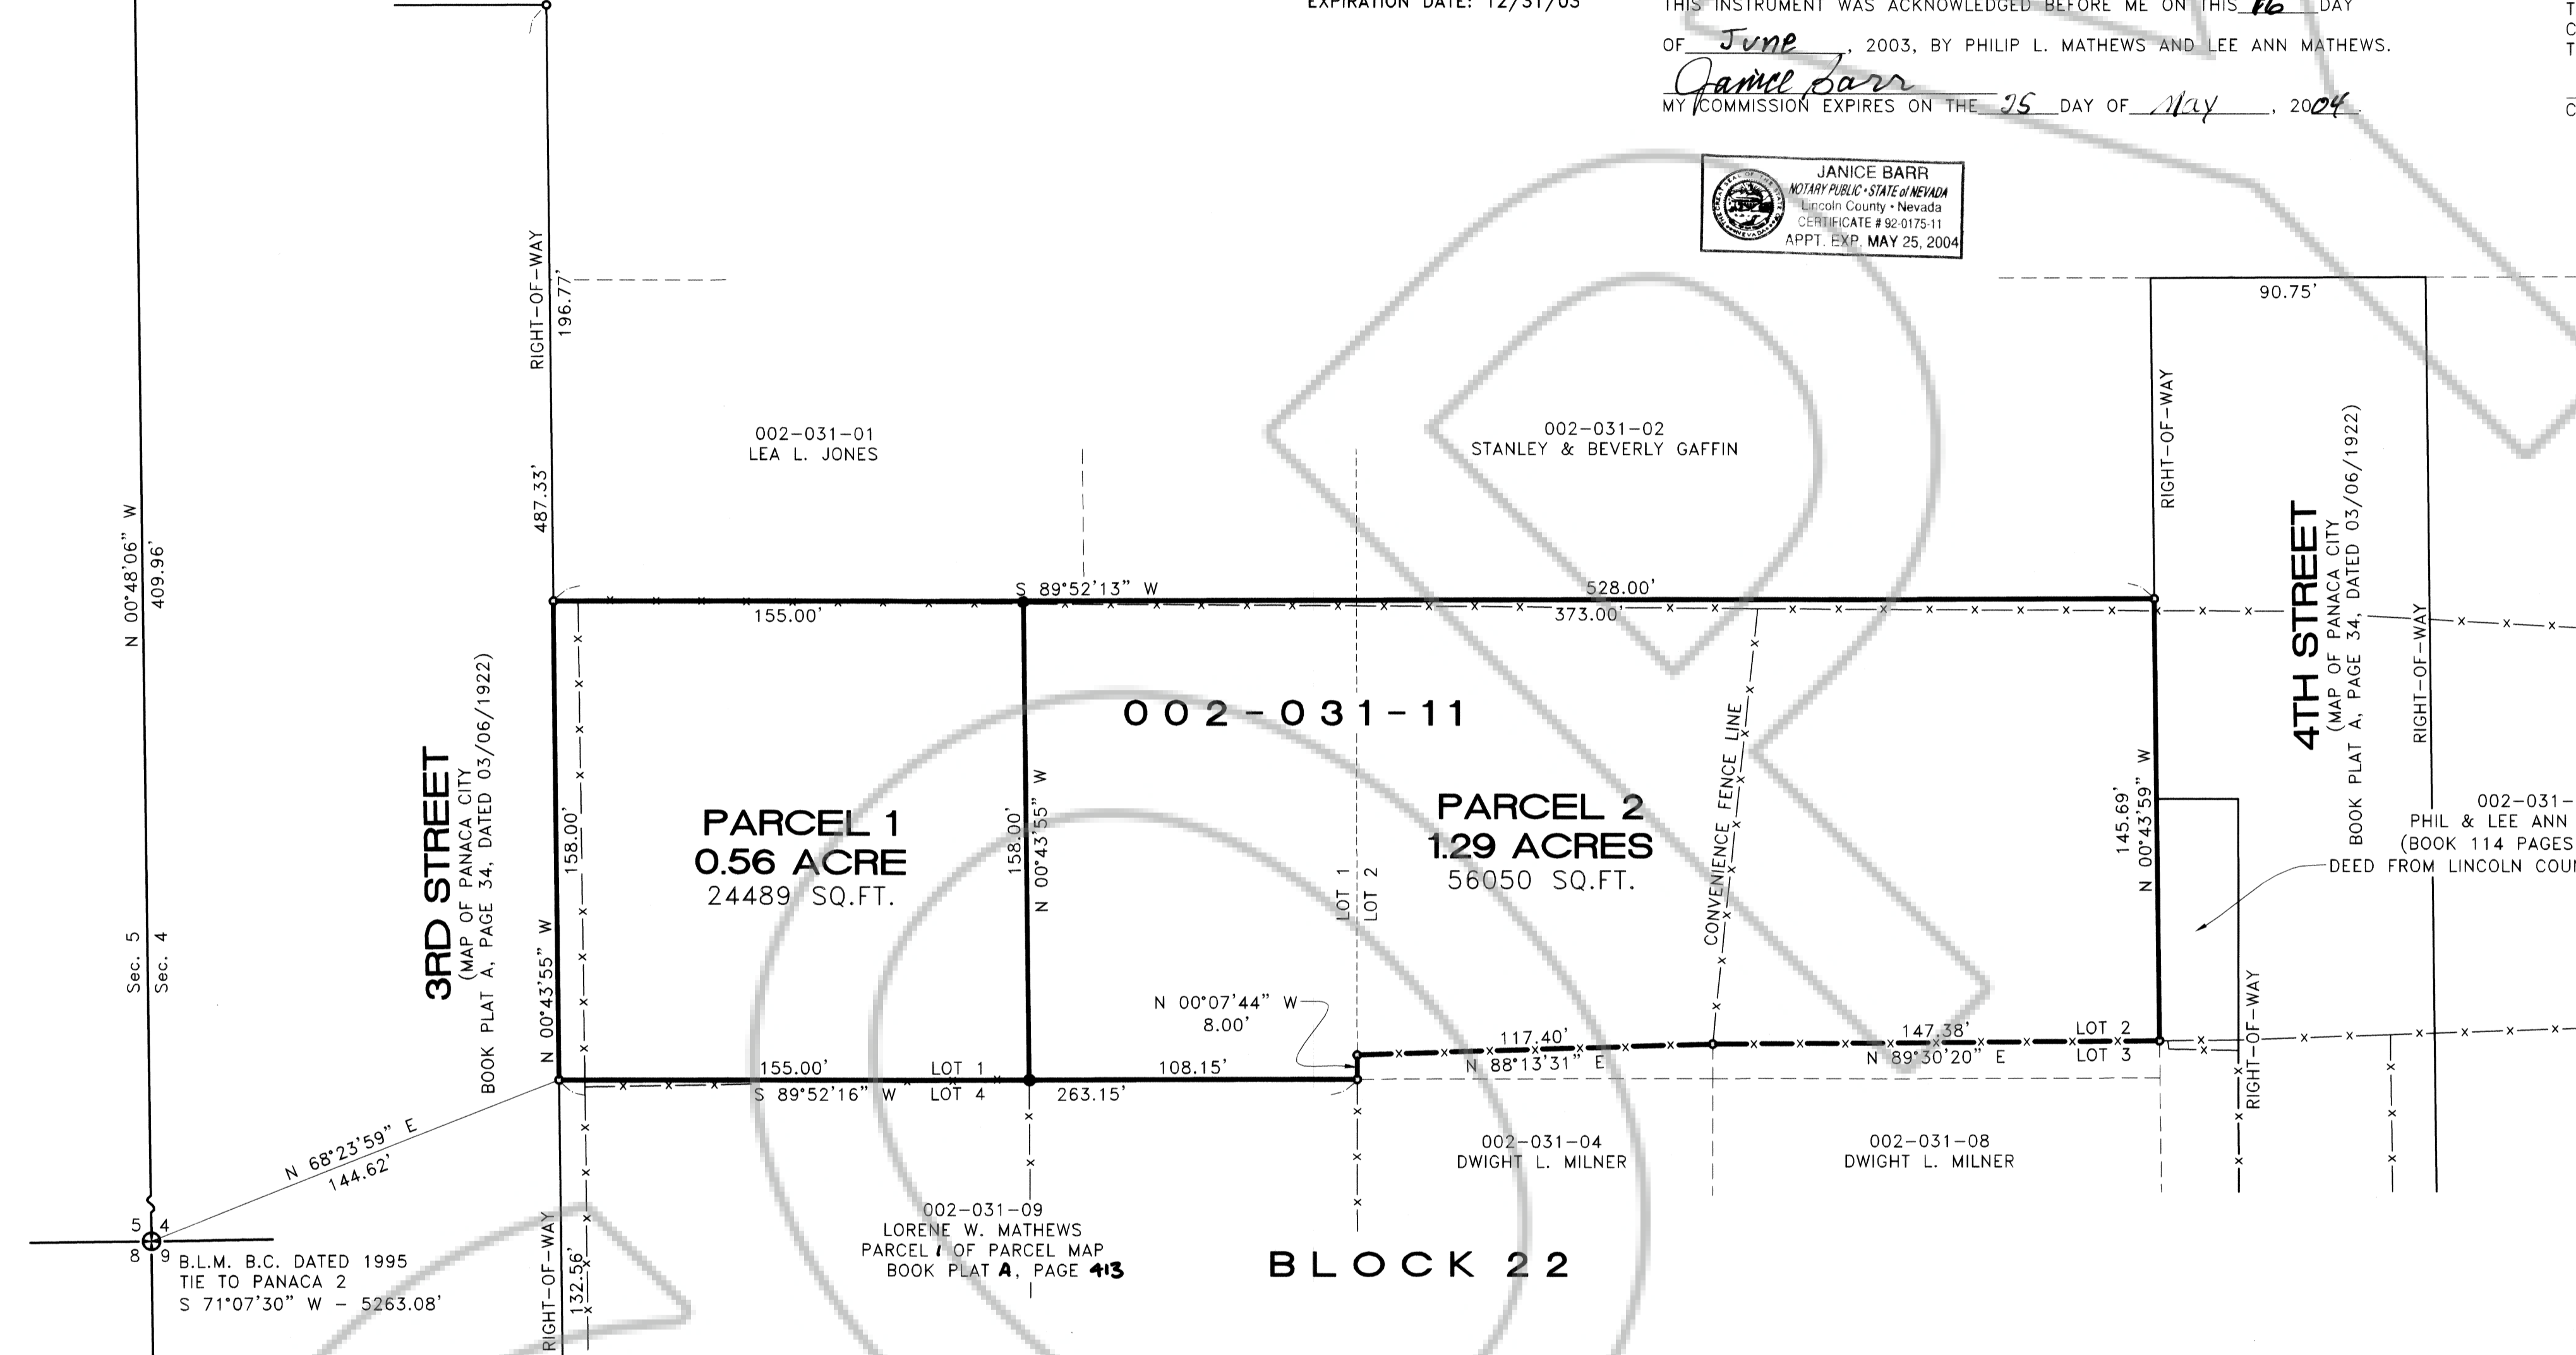 EXPIRATION DATE: 12/31/03
THIS INSTRUMENT WAS ACKNOWLEDGED BEFORE ME ON THIS 16 DAY
OF June, 2003, BY PHILIP L. MATHEWS AND LEE ANN MATHEWS.
Janice Barr
MY COMMISSION EXPIRES ON THE 25 DAY OF May, 2004.
JANICE BARR
NOTARY PUBLIC • STATE of NEVADA
Lincoln County • Nevada
CERTIFICATE # 92-0175-11
APPT. EXP. MAY 25, 2004
RIGHT-OF-WAY
196.77'
487.33'
N 00°48'06" W
409.96'
002-031-01
LEA L. JONES
002-031-02
STANLEY & BEVERLY GAFFIN
90.75'
RIGHT-OF-WAY
4TH STREET
(MAP OF PANACA CITY
BOOK PLAT A, PAGE 34, DATED 03/06/1922)
RIGHT-OF-WAY
S 89°52'13" W
528.00'
155.00'
373.00'
3RD STREET
(MAP OF PANACA CITY
BOOK PLAT A, PAGE 34, DATED 03/06/1922)
N 00°43'55" W
158.00'
002-031-11
PARCEL 1
0.56 ACRE
24489 SQ.FT.
158.00'
N 00°43'55" W
PARCEL 2
1.29 ACRES
56050 SQ.FT.
LOT 1
LOT 2
CONVENIENCE FENCE LINE
145.69'
N 00°43'59" W
002-031-
PHIL & LEE ANN
(BOOK 114 PAGES
DEED FROM LINCOLN COU
Sec. 5
Sec. 4
N 00°07'44" W
8.00'
117.40'
N 88°13'31" E
147.38'
N 89°30'20" E
LOT 2
LOT 3
RIGHT-OF-WAY
155.00'
LOT 1
108.15'
S 89°52'16" W
LOT 4
263.15'
N 68°23'59" E
144.62'
002-031-04
DWIGHT L. MILNER
002-031-08
DWIGHT L. MILNER
002-031-09
LORENE W. MATHEWS
PARCEL 1 OF PARCEL MAP
BOOK PLAT A, PAGE 413
BLOCK 22
RIGHT-OF-WAY
132.56'
5 4
8 9
B.L.M. B.C. DATED 1995
TIE TO PANACA 2
S 71°07'30" W - 5263.08'